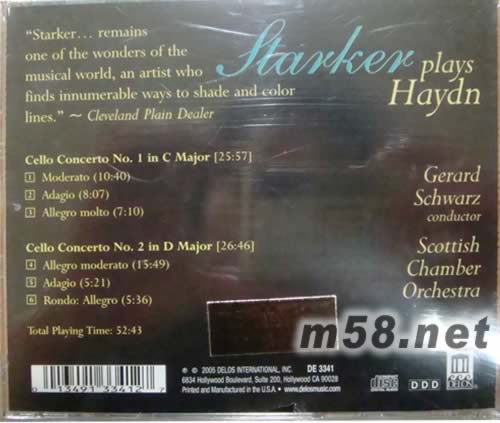 "Starker... remains
one of the wonders of the
musical world, an artist who
finds innumerable ways to shade and color
lines." ~ Cleveland Plain Dealer
Starker plays
Haydn
Cello Concerto No. 1 in C Major [25:57]
1 Moderato (10:40)
2 Adagio (8:07)
3 Allegro molto (7:10)
Cello Concerto No. 2 in D Major [26:46]
4 Allegro moderato (15:49)
5 Adagio (5:21)
6 Rondo: Allegro (5:36)
Total Playing Time: 52:43
Gerard
Schwarz
conductor
Scottish
Chamber
Orchestra
m58.net
0 13491 33412 7
℗ © 2005 DELOS INTERNATIONAL, INC. DE 3341
6834 Hollywood Boulevard, Suite 200, Hollywood CA 90028
Printed and Manufactured in the U.S.A. • www.delosmusic.com
DDD
DELOS